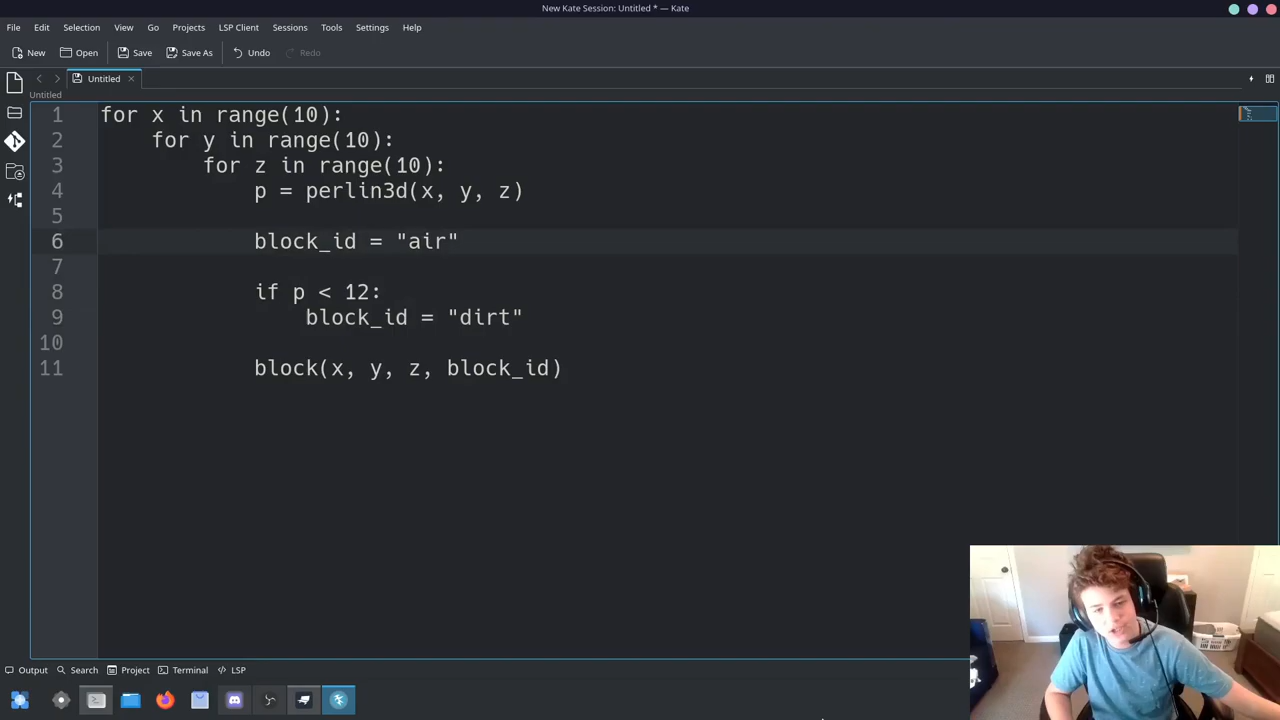 New Kate Session: Untitled * — Kate
File Edit Selection View Go Projects LSP Client Sessions Tools Settings Help
New Open Save Save As Undo Redo
Untitled
Untitled
1 for x in range(10):
2     for y in range(10):
3         for z in range(10):
4             p = perlin3d(x, y, z)
5
6             block_id = "air"
7
8             if p < 12:
9                 block_id = "dirt"
10
11             block(x, y, z, block_id)
Output Search Project Terminal LSP